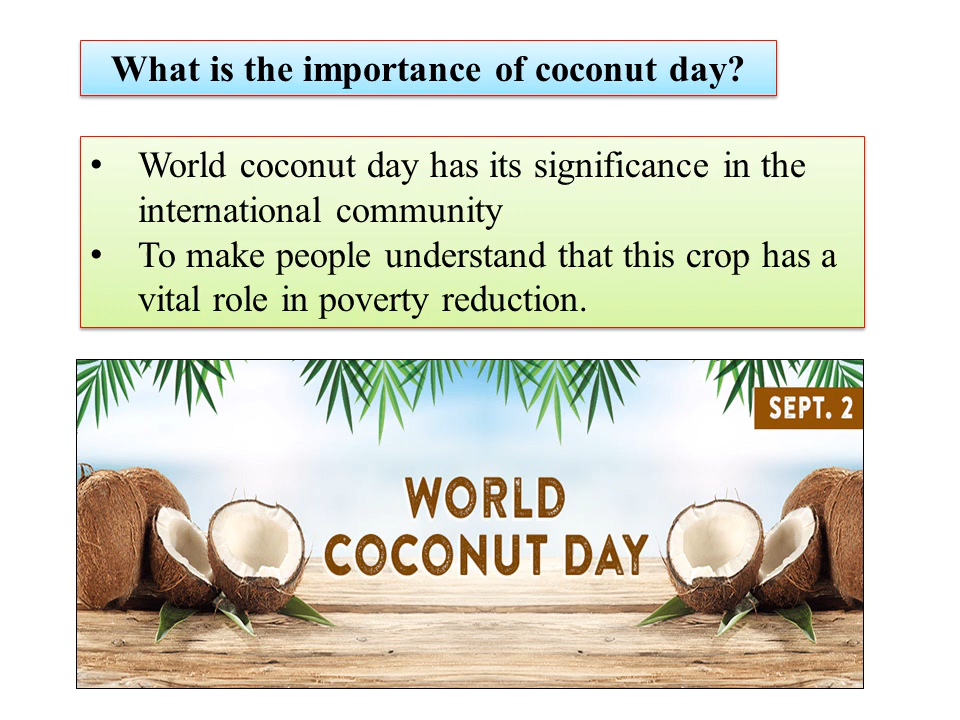 What is the importance of coconut day?
• World coconut day has its significance in the
international community
• To make people understand that this crop has a
vital role in poverty reduction.
SEPT. 2
WORLD
COCONUT DAY